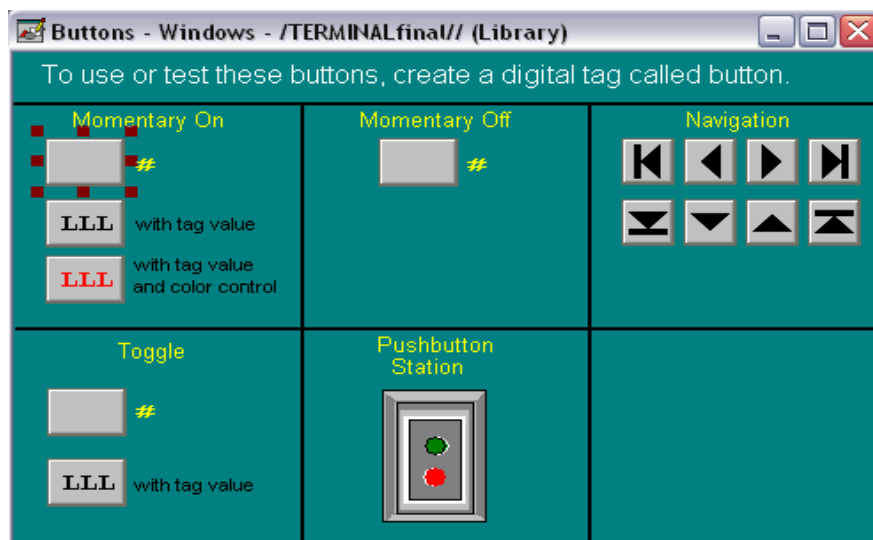 Buttons - Windows - /TERMINALfinal// (Library)
To use or test these buttons, create a digital tag called button.
Momentary On
#
LLL with tag value
LLL with tag value
and color control
Momentary Off
#
Navigation
Toggle
#
LLL with tag value
Pushbutton
Station